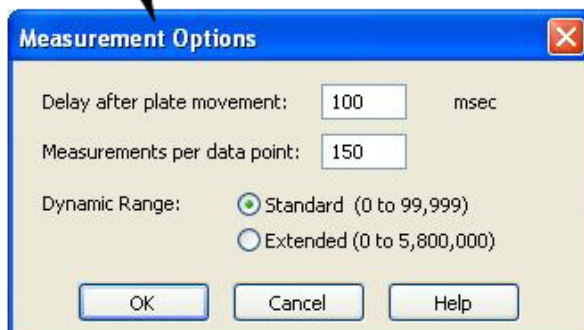 Measurement Options
Delay after plate movement: 100 msec
Measurements per data point: 150
Dynamic Range: Standard (0 to 99,999)
Extended (0 to 5,800,000)
OK Cancel Help